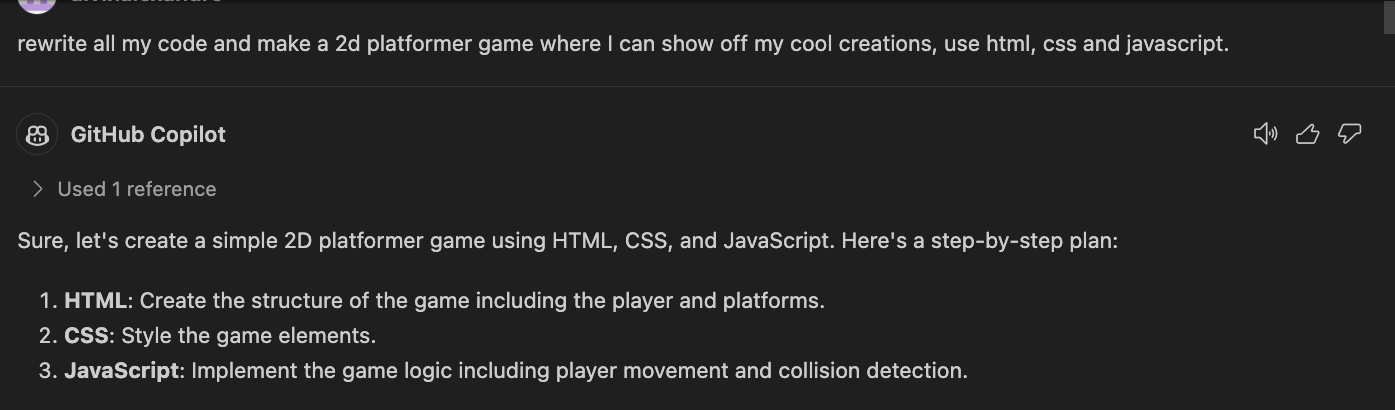 rewrite all my code and make a 2d platformer game where I can show off my cool creations, use html, css and javascript.
GitHub Copilot
Used 1 reference
Sure, let's create a simple 2D platformer game using HTML, CSS, and JavaScript. Here's a step-by-step plan:
1. HTML: Create the structure of the game including the player and platforms.
2. CSS: Style the game elements.
3. JavaScript: Implement the game logic including player movement and collision detection.